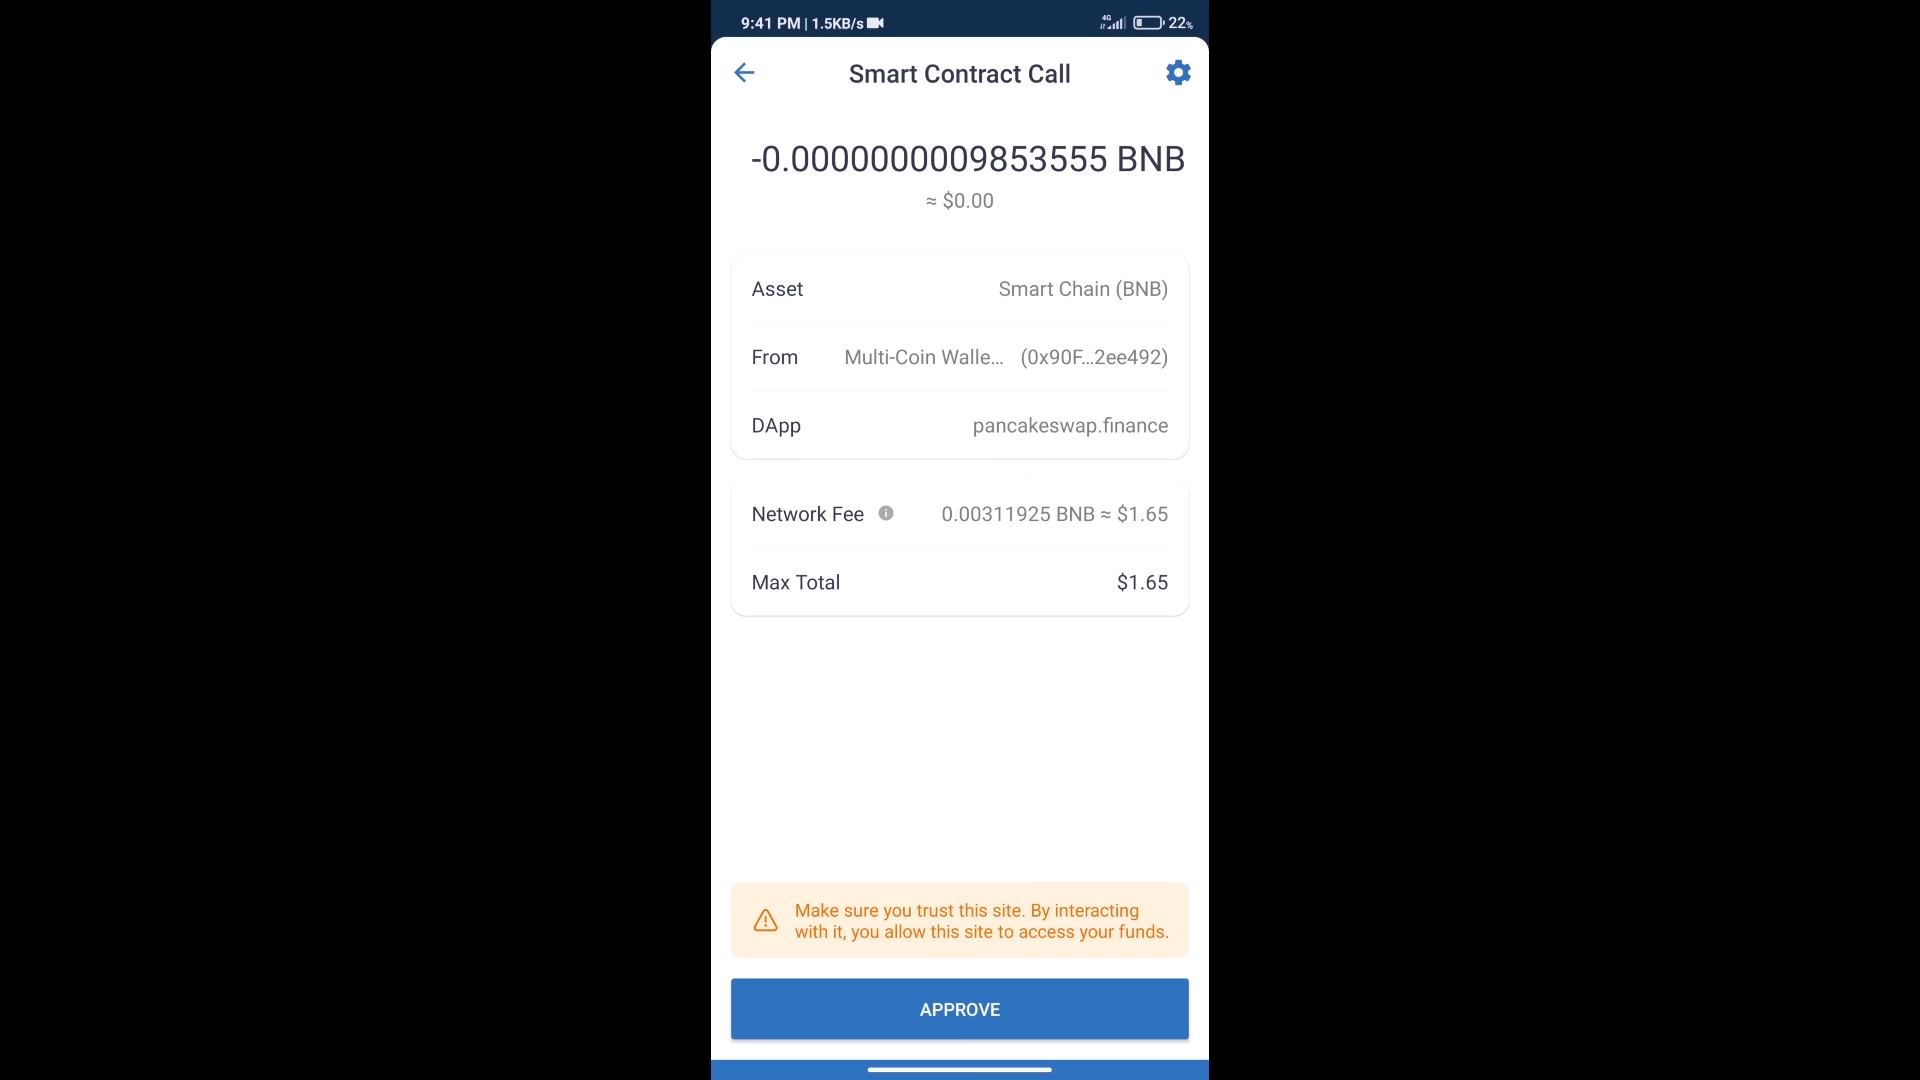 9:41 PM | 1.5KB/s 4G 22%
Smart Contract Call
-0.0000000009853555 BNB
≈ $0.00
Asset Smart Chain (BNB)
From Multi-Coin Walle... (0x90F...2ee492)
DApp pancakeswap.finance
Network Fee 0.00311925 BNB ≈ $1.65
Max Total $1.65
Make sure you trust this site. By interacting
with it, you allow this site to access your funds.
APPROVE